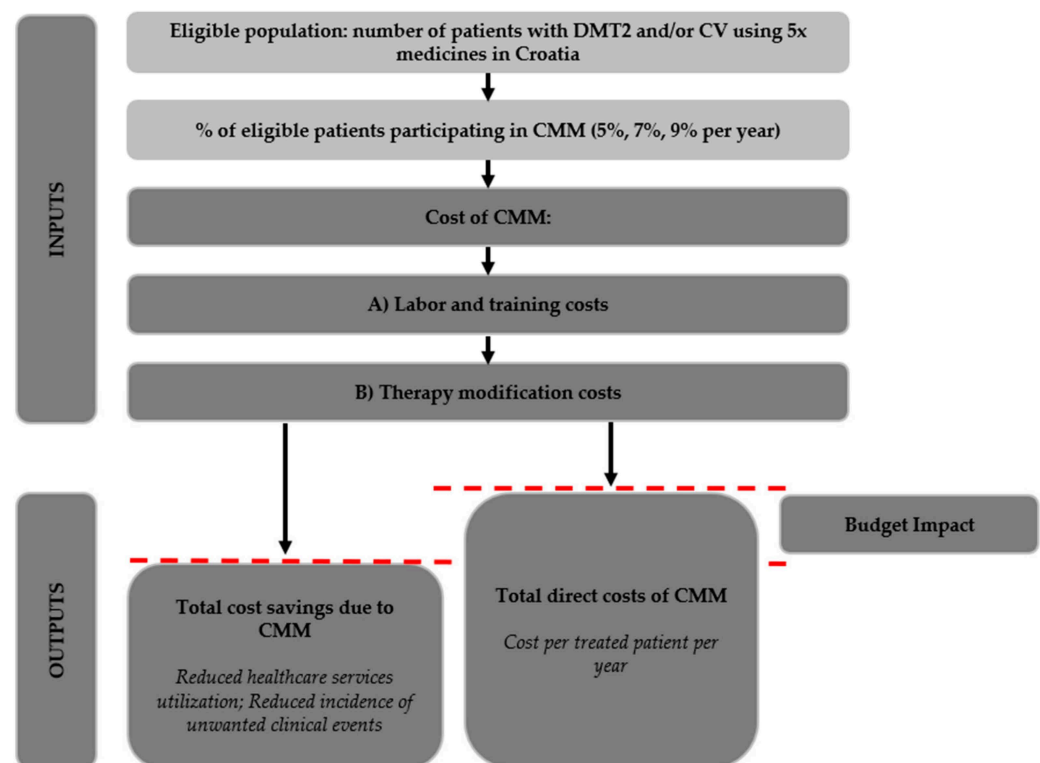 INPUTS
Eligible population: number of patients with DMT2 and/or CV using 5x
medicines in Croatia
% of eligible patients participating in CMM (5%, 7%, 9% per year)
Cost of CMM:
A) Labor and training costs
B) Therapy modification costs
OUTPUTS
Total cost savings due to
CMM
Reduced healthcare services
utilization; Reduced incidence of
unwanted clinical events
Total direct costs of CMM
Cost per treated patient per
year
Budget Impact